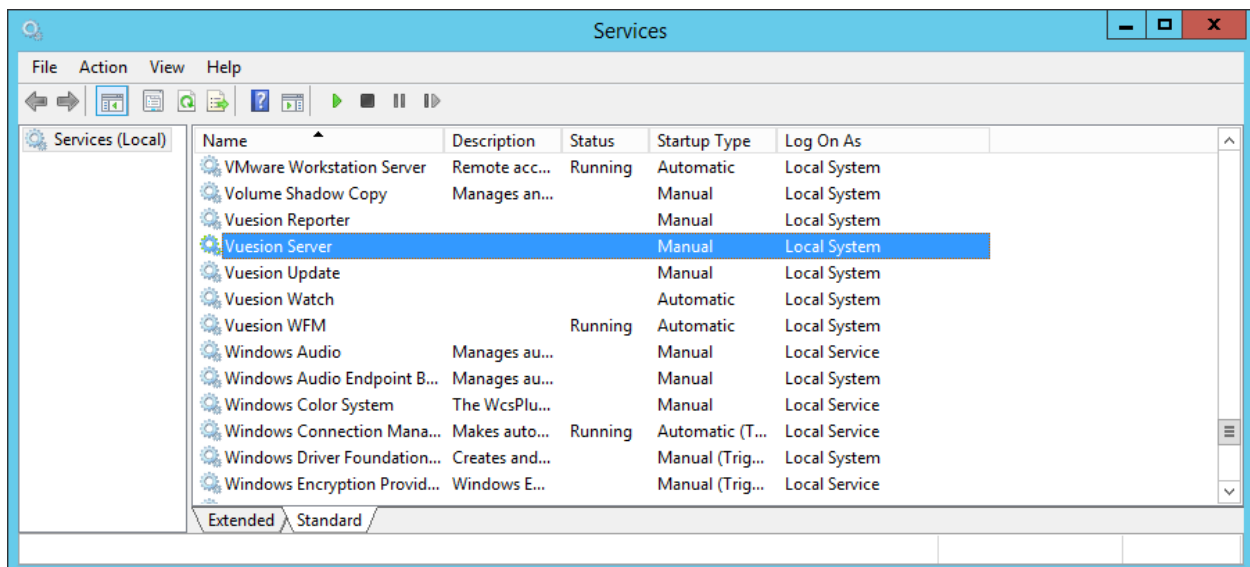 Services
File Action View Help
Services (Local)
Name Description Status Startup Type Log On As
VMware Workstation Server Remote acc... Running Automatic Local System
Volume Shadow Copy Manages an... Manual Local System
Vuesion Reporter Manual Local System
Vuesion Server Manual Local System
Vuesion Update Manual Local System
Vuesion Watch Automatic Local System
Vuesion WFM Running Automatic Local System
Windows Audio Manages au... Manual Local Service
Windows Audio Endpoint B... Manages au... Manual Local System
Windows Color System The WcsPlu... Manual Local Service
Windows Connection Mana... Makes auto... Running Automatic (T... Local Service
Windows Driver Foundation... Creates and... Manual (Trig... Local System
Windows Encryption Provid... Windows E... Manual (Trig... Local Service
Extended Standard